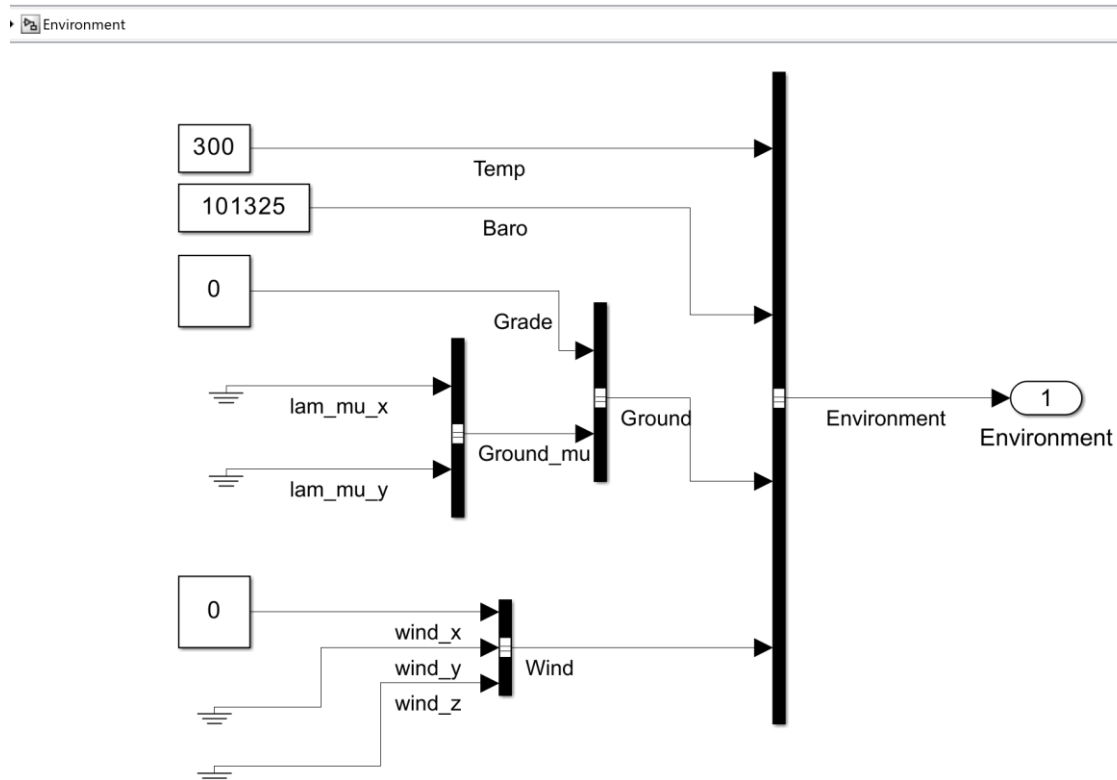 Environment
300
Temp
101325
Baro
0
Grade
lam_mu_x
Ground_mu
Ground
lam_mu_y
Environment
1
Environment
0
wind_x
wind_y
wind_z
Wind